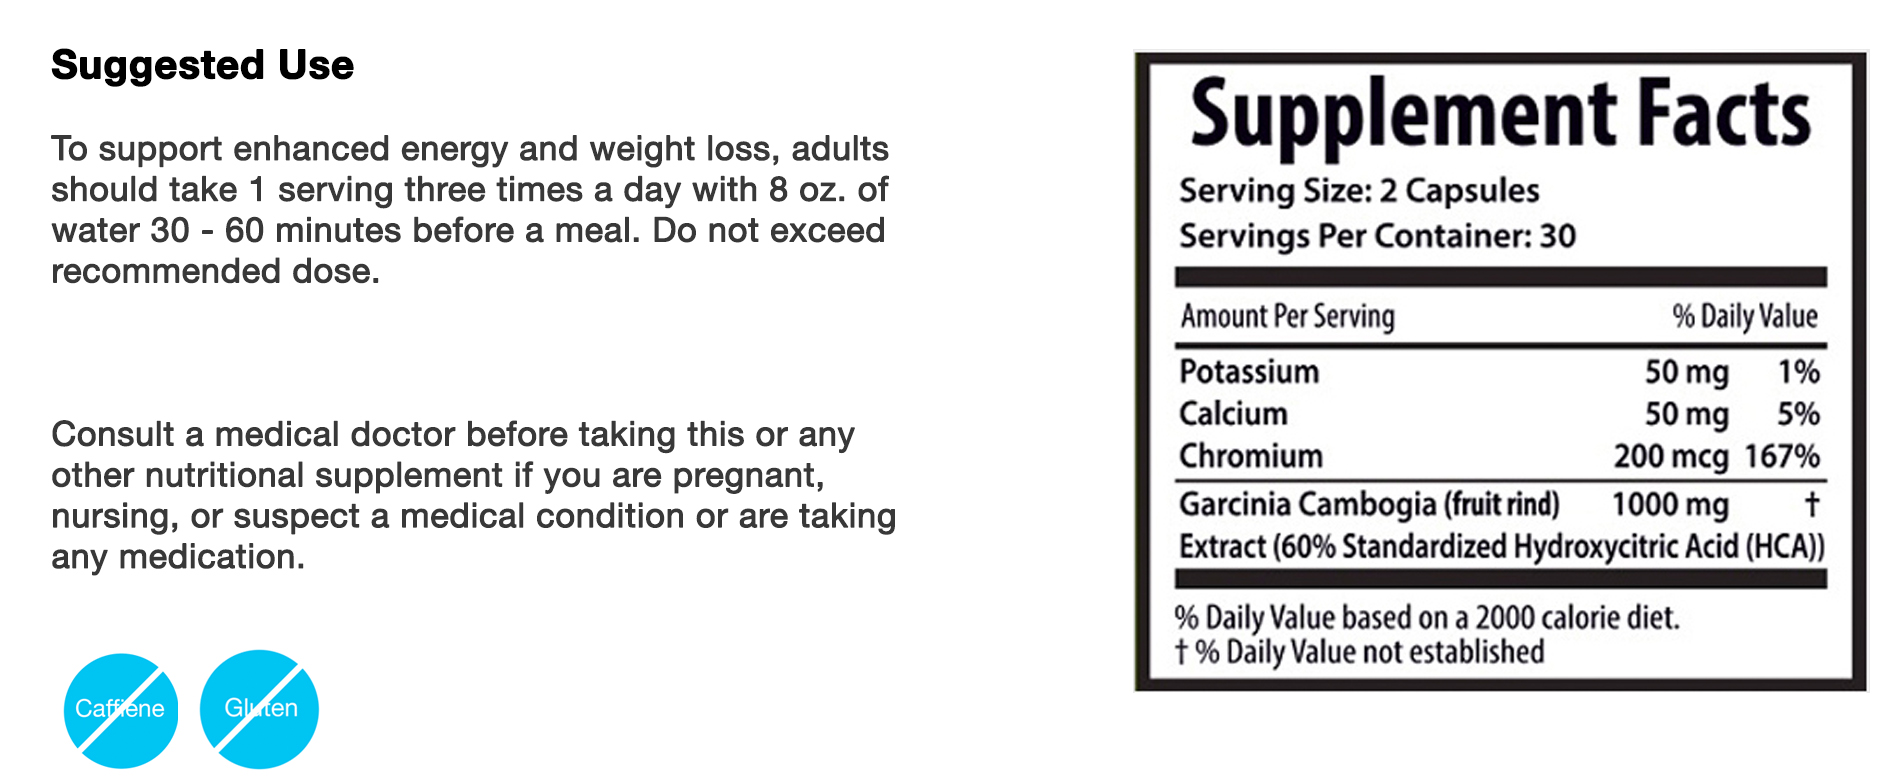 Suggested Use
To support enhanced energy and weight loss, adults
should take 1 serving three times a day with 8 oz. of
water 30 - 60 minutes before a meal. Do not exceed
recommended dose.
Consult a medical doctor before taking this or any
other nutritional supplement if you are pregnant,
nursing, or suspect a medical condition or are taking
any medication.
Caffiene
Gluten
Supplement Facts
Serving Size: 2 Capsules
Servings Per Container: 30
Amount Per Serving % Daily Value
Potassium 50 mg 1%
Calcium 50 mg 5%
Chromium 200 mcg 167%
Garcinia Cambogia (fruit rind) 1000 mg †
Extract (60% Standardized Hydroxycitric Acid (HCA))
% Daily Value based on a 2000 calorie diet.
† % Daily Value not established